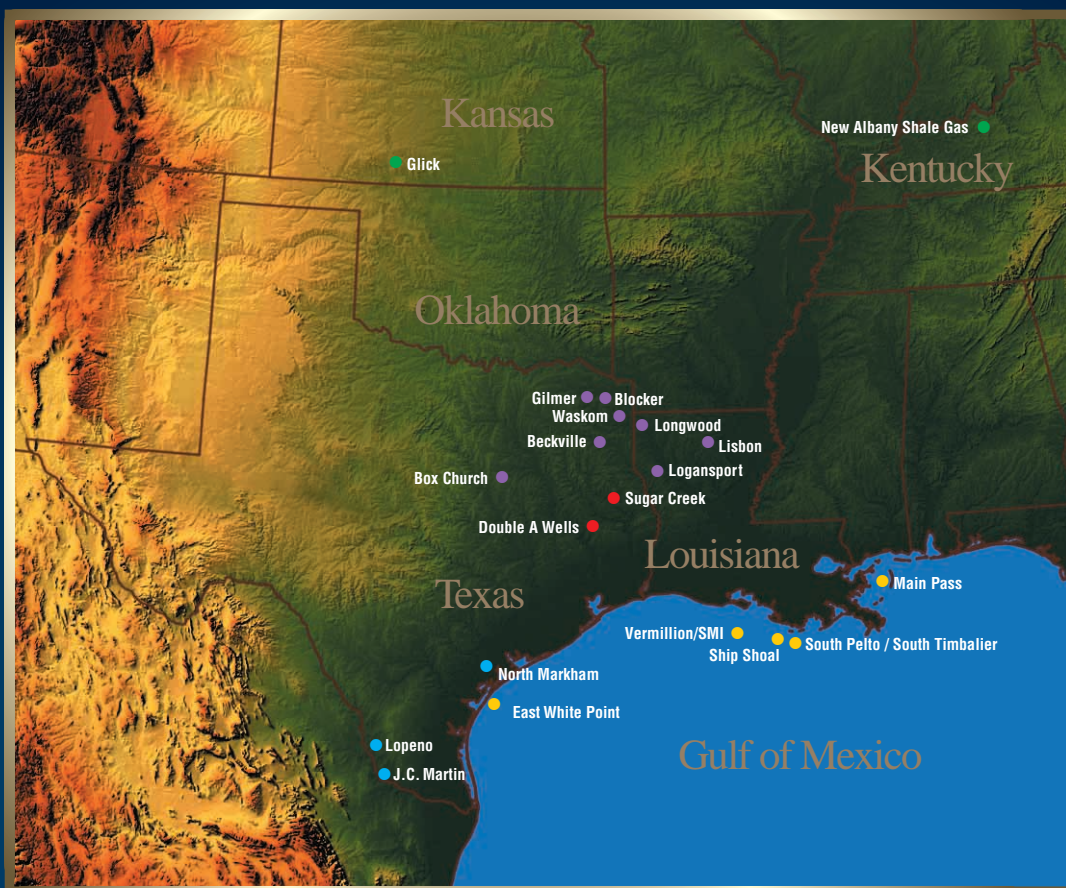 Kansas
New Albany Shale Gas
Kentucky
Glick
Oklahoma
Gilmer
Blocker
Waskom
Longwood
Beckville
Lisbon
Logansport
Box Church
Sugar Creek
Double A Wells
Louisiana
Texas
Main Pass
Vermillion/SMI
South Pelto / South Timbalier
Ship Shoal
North Markham
East White Point
Lopeno
Gulf of Mexico
J.C. Martin